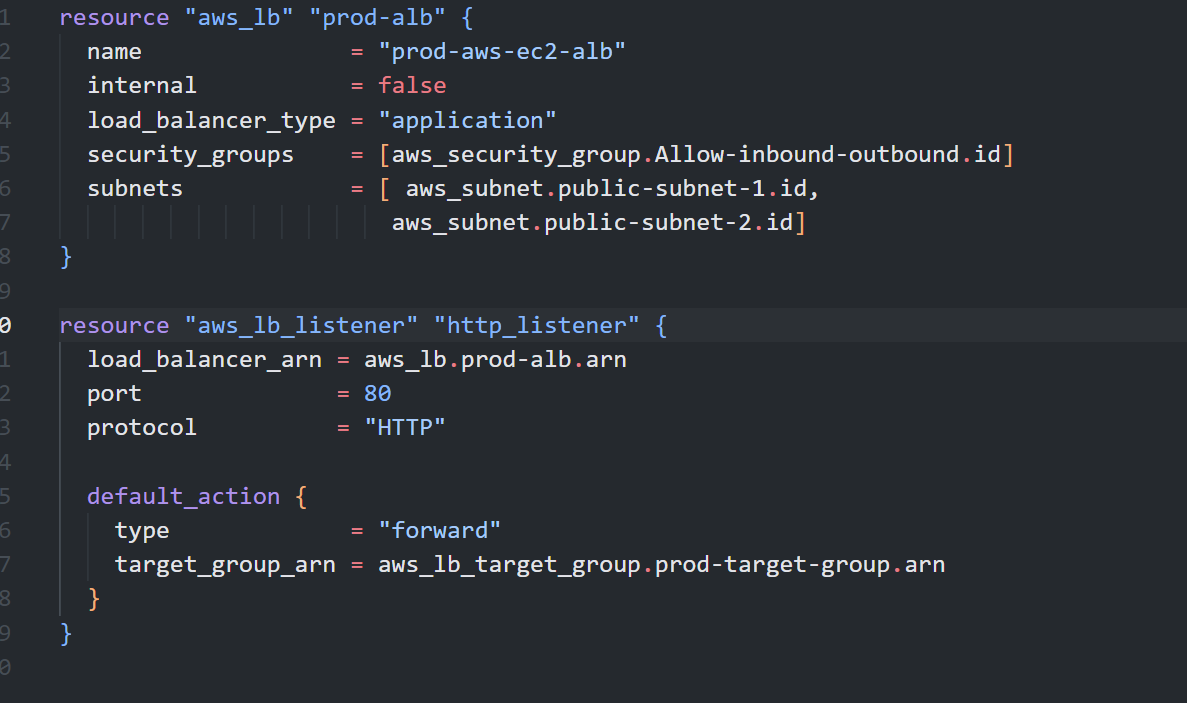 1 resource "aws_lb" "prod-alb" {
2   name               = "prod-aws-ec2-alb"
3   internal           = false
4   load_balancer_type = "application"
5   security_groups    = [aws_security_group.Allow-inbound-outbound.id]
6   subnets            = [ aws_subnet.public-subnet-1.id,
7                         aws_subnet.public-subnet-2.id]
8 }
9
0 resource "aws_lb_listener" "http_listener" {
1   load_balancer_arn = aws_lb.prod-alb.arn
2   port              = 80
3   protocol          = "HTTP"
4
5   default_action {
6     type             = "forward"
7     target_group_arn = aws_lb_target_group.prod-target-group.arn
8   }
9 }
0